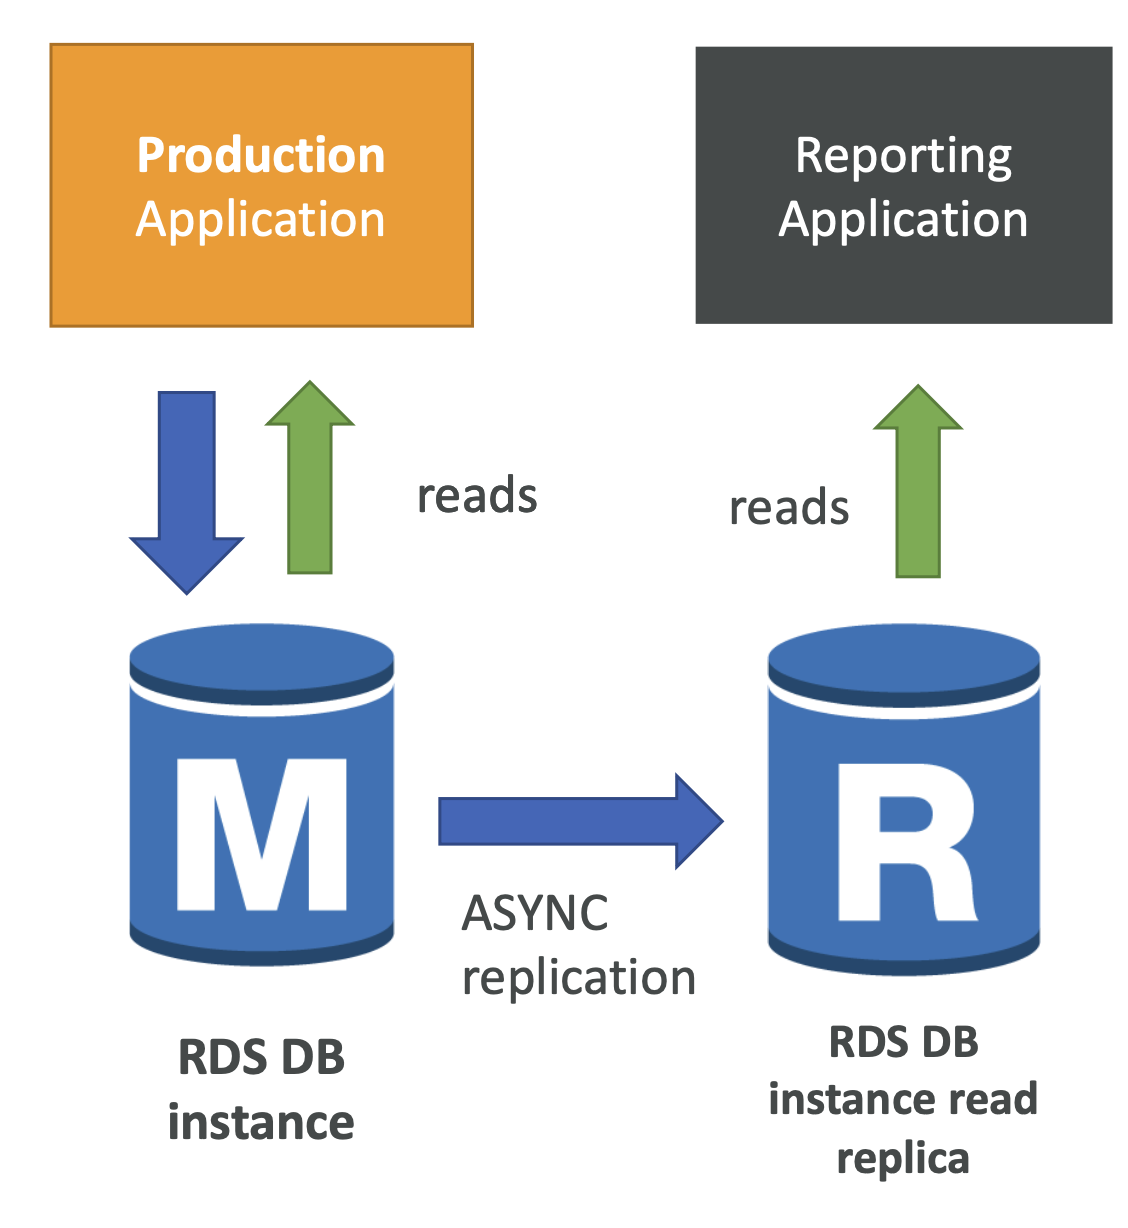 Production
Application
Reporting
Application
reads
reads
M
R
ASYNC
replication
RDS DB
instance
RDS DB
instance read
replica